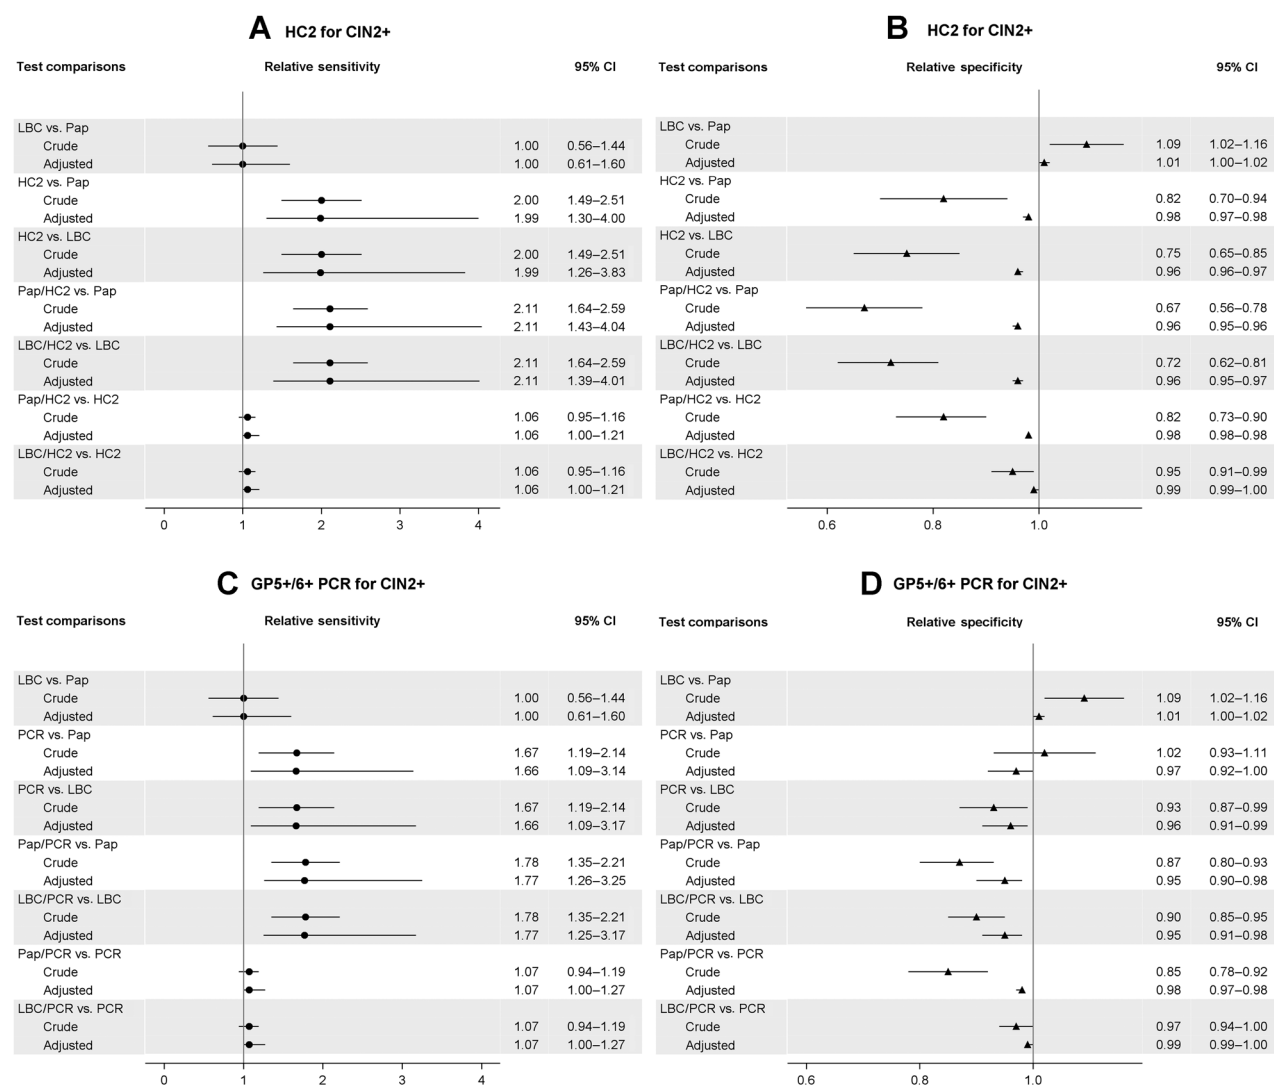 A HC2 for CIN2+
Test comparisons Relative sensitivity 95% CI
LBC vs. Pap
Crude 1.00 0.56–1.44
Adjusted 1.00 0.61–1.60
HC2 vs. Pap
Crude 2.00 1.49–2.51
Adjusted 1.99 1.30–4.00
HC2 vs. LBC
Crude 2.00 1.49–2.51
Adjusted 1.99 1.26–3.83
Pap/HC2 vs. Pap
Crude 2.11 1.64–2.59
Adjusted 2.11 1.43–4.04
LBC/HC2 vs. LBC
Crude 2.11 1.64–2.59
Adjusted 2.11 1.39–4.01
Pap/HC2 vs. HC2
Crude 1.06 0.95–1.16
Adjusted 1.06 1.00–1.21
LBC/HC2 vs. HC2
Crude 1.06 0.95–1.16
Adjusted 1.06 1.00–1.21
0 1 2 3 4
B HC2 for CIN2+
Test comparisons Relative specificity 95% CI
LBC vs. Pap
Crude 1.09 1.02–1.16
Adjusted 1.01 1.00–1.02
HC2 vs. Pap
Crude 0.82 0.70–0.94
Adjusted 0.98 0.97–0.98
HC2 vs. LBC
Crude 0.75 0.65–0.85
Adjusted 0.96 0.96–0.97
Pap/HC2 vs. Pap
Crude 0.67 0.56–0.78
Adjusted 0.96 0.95–0.96
LBC/HC2 vs. LBC
Crude 0.72 0.62–0.81
Adjusted 0.96 0.95–0.97
Pap/HC2 vs. HC2
Crude 0.82 0.73–0.90
Adjusted 0.98 0.98–0.98
LBC/HC2 vs. HC2
Crude 0.95 0.91–0.99
Adjusted 0.99 0.99–1.00
0.6 0.8 1.0
C GP5+/6+ PCR for CIN2+
Test comparisons Relative sensitivity 95% CI
LBC vs. Pap
Crude 1.00 0.56–1.44
Adjusted 1.00 0.61–1.60
PCR vs. Pap
Crude 1.67 1.19–2.14
Adjusted 1.66 1.09–3.14
PCR vs. LBC
Crude 1.67 1.19–2.14
Adjusted 1.66 1.09–3.17
Pap/PCR vs. Pap
Crude 1.78 1.35–2.21
Adjusted 1.77 1.26–3.25
LBC/PCR vs. LBC
Crude 1.78 1.35–2.21
Adjusted 1.77 1.25–3.17
Pap/PCR vs. PCR
Crude 1.07 0.94–1.19
Adjusted 1.07 1.00–1.27
LBC/PCR vs. PCR
Crude 1.07 0.94–1.19
Adjusted 1.07 1.00–1.27
0 1 2 3 4
D GP5+/6+ PCR for CIN2+
Test comparisons Relative specificity 95% CI
LBC vs. Pap
Crude 1.09 1.02–1.16
Adjusted 1.01 1.00–1.02
PCR vs. Pap
Crude 1.02 0.93–1.11
Adjusted 0.97 0.92–1.00
PCR vs. LBC
Crude 0.93 0.87–0.99
Adjusted 0.96 0.91–0.99
Pap/PCR vs. Pap
Crude 0.87 0.80–0.93
Adjusted 0.95 0.90–0.98
LBC/PCR vs. LBC
Crude 0.90 0.85–0.95
Adjusted 0.95 0.91–0.98
Pap/PCR vs. PCR
Crude 0.85 0.78–0.92
Adjusted 0.98 0.97–0.98
LBC/PCR vs. PCR
Crude 0.97 0.94–1.00
Adjusted 0.99 0.99–1.00
0.6 0.8 1.0